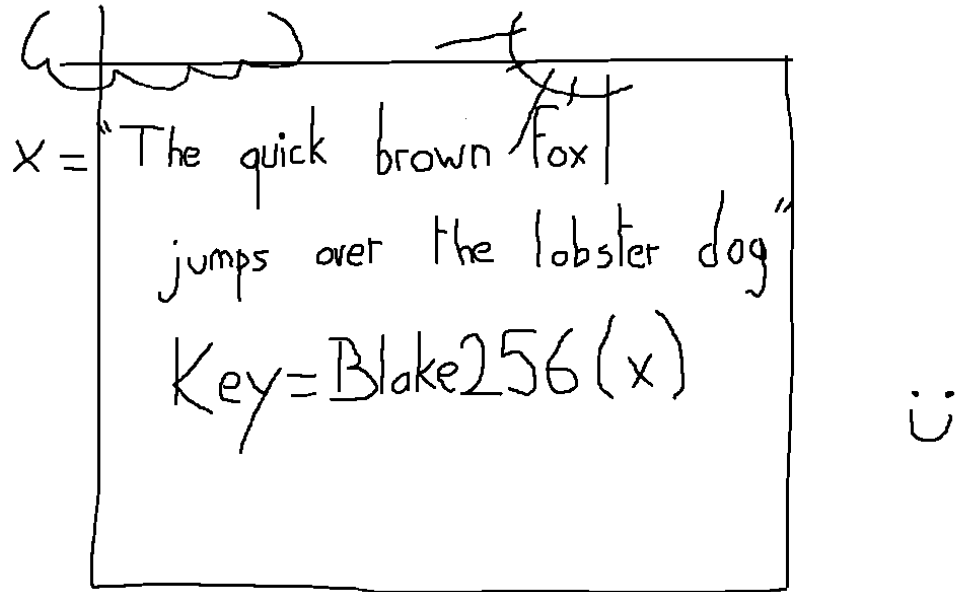 x = "The quick brown fox
jumps over the lobster dog"
Key=Blake256(x)